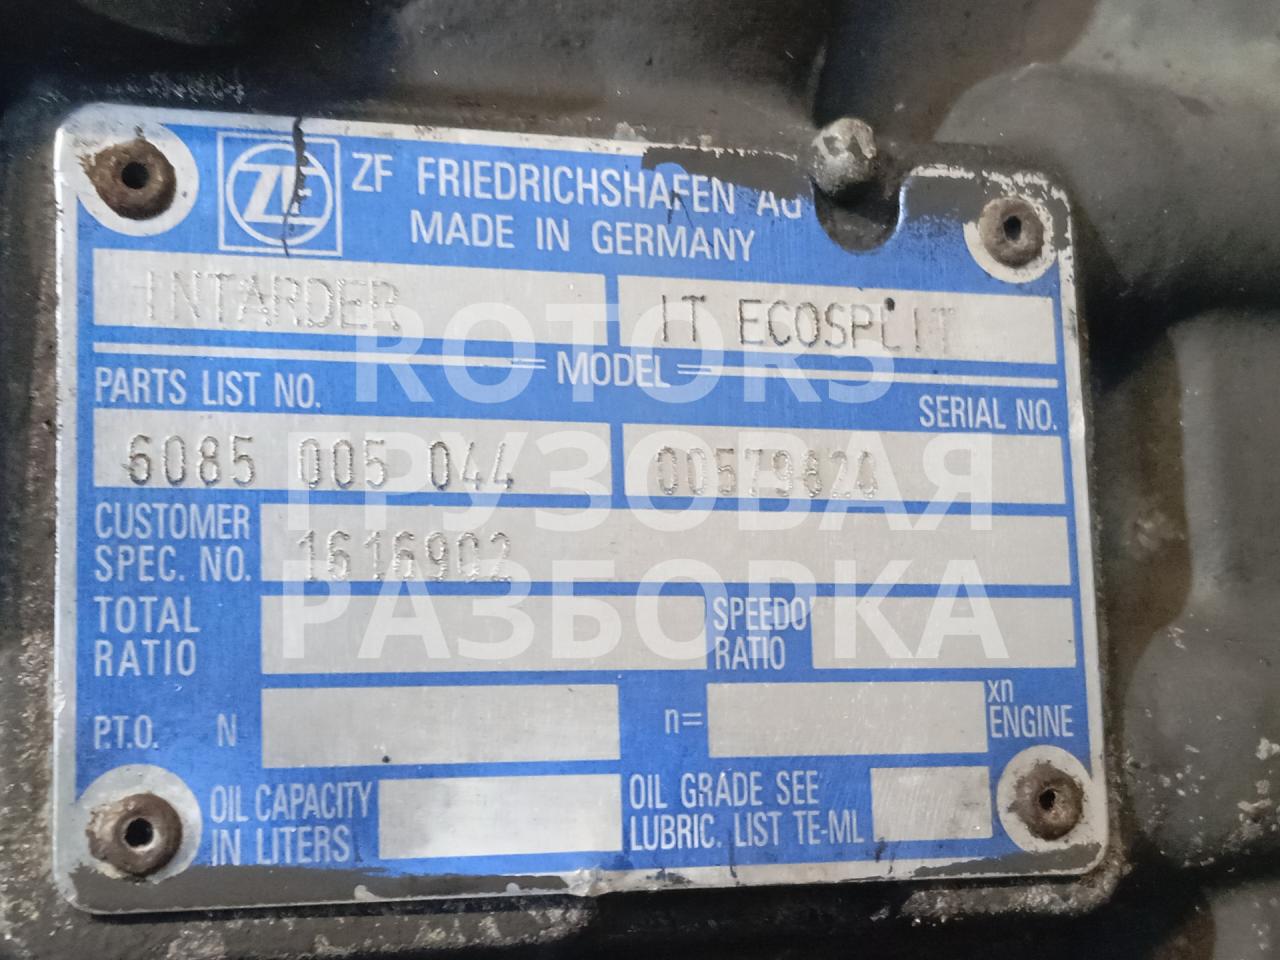 ZF
ZF FRIEDRICHSHAFEN AG
MADE IN GERMANY
INTARDER IT ECOSPLIT
MODEL
PARTS LIST NO. SERIAL NO.
6085 005 044
CUSTOMER SPEC. NO. 1616902
TOTAL RATIO SPEEDO RATIO
P.T.O. N n= xn ENGINE
OIL CAPACITY IN LITERS OIL GRADE SEE LUBRIC. LIST TE-ML
ROTORS
ГРУЗОВАЯ
РАЗБОРКА